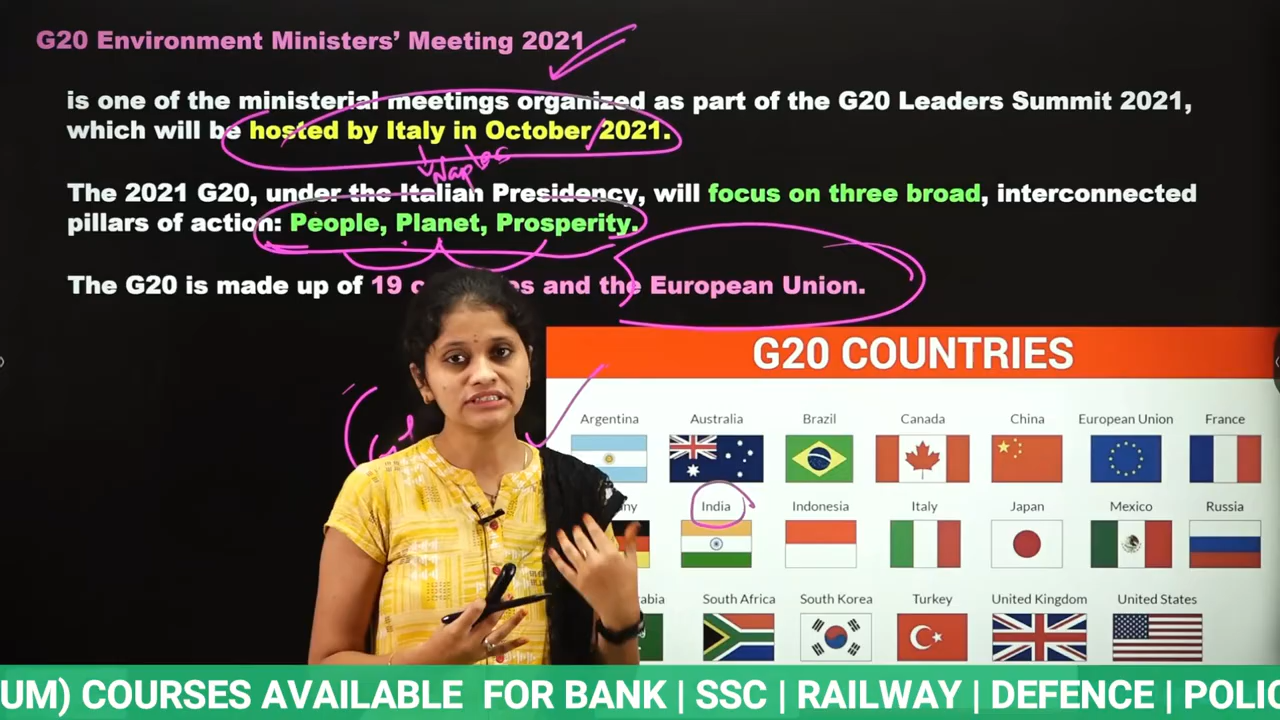 G20 Environment Ministers’ Meeting 2021
is one of the ministerial meetings organized as part of the G20 Leaders Summit 2021,
which will be hosted by Italy in October 2021.
Naples
The 2021 G20, under the Italian Presidency, will focus on three broad, interconnected
pillars of action: People, Planet, Prosperity.
The G20 is made up of 19 and the European Union.
G20 COUNTRIES
Argentina Australia Brazil Canada China European Union France
India Indonesia Italy Japan Mexico Russia
South Africa South Korea Turkey United Kingdom United States
UM) COURSES AVAILABLE FOR BANK | SSC | RAILWAY | DEFENCE | POLIC